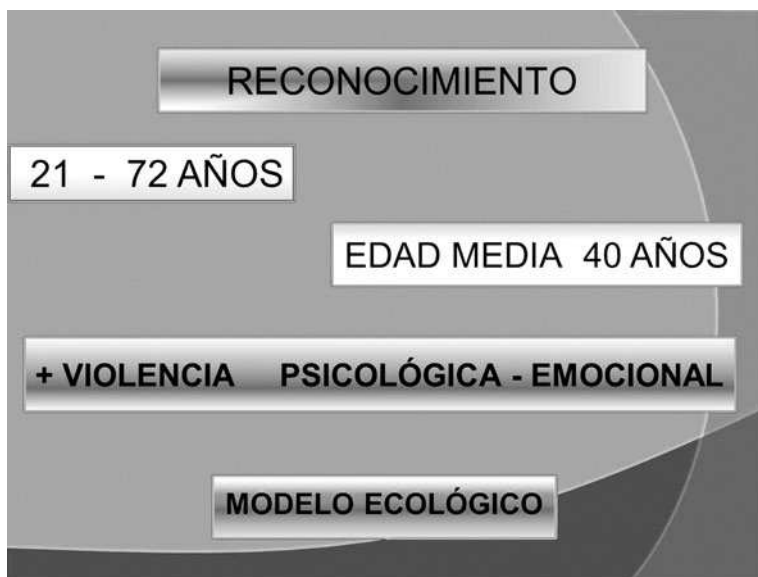 RECONOCIMIENTO
21 - 72 AÑOS
EDAD MEDIA 40 AÑOS
+ VIOLENCIA PSICOLÓGICA - EMOCIONAL
MODELO ECOLÓGICO